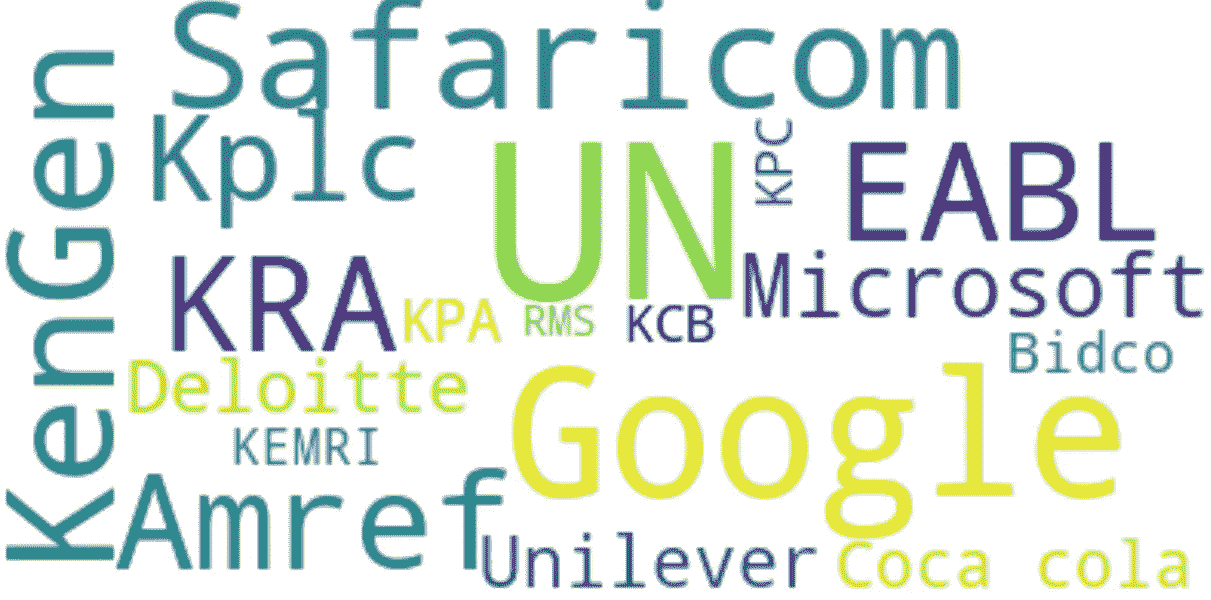 Safaricom
KenGen
Kplc
UN
KPC
EABL
KRA
KPA
RMS
KCB
Microsoft
Bidco
Deloitte
Google
KEMRI
Amref
Unilever
Coca cola